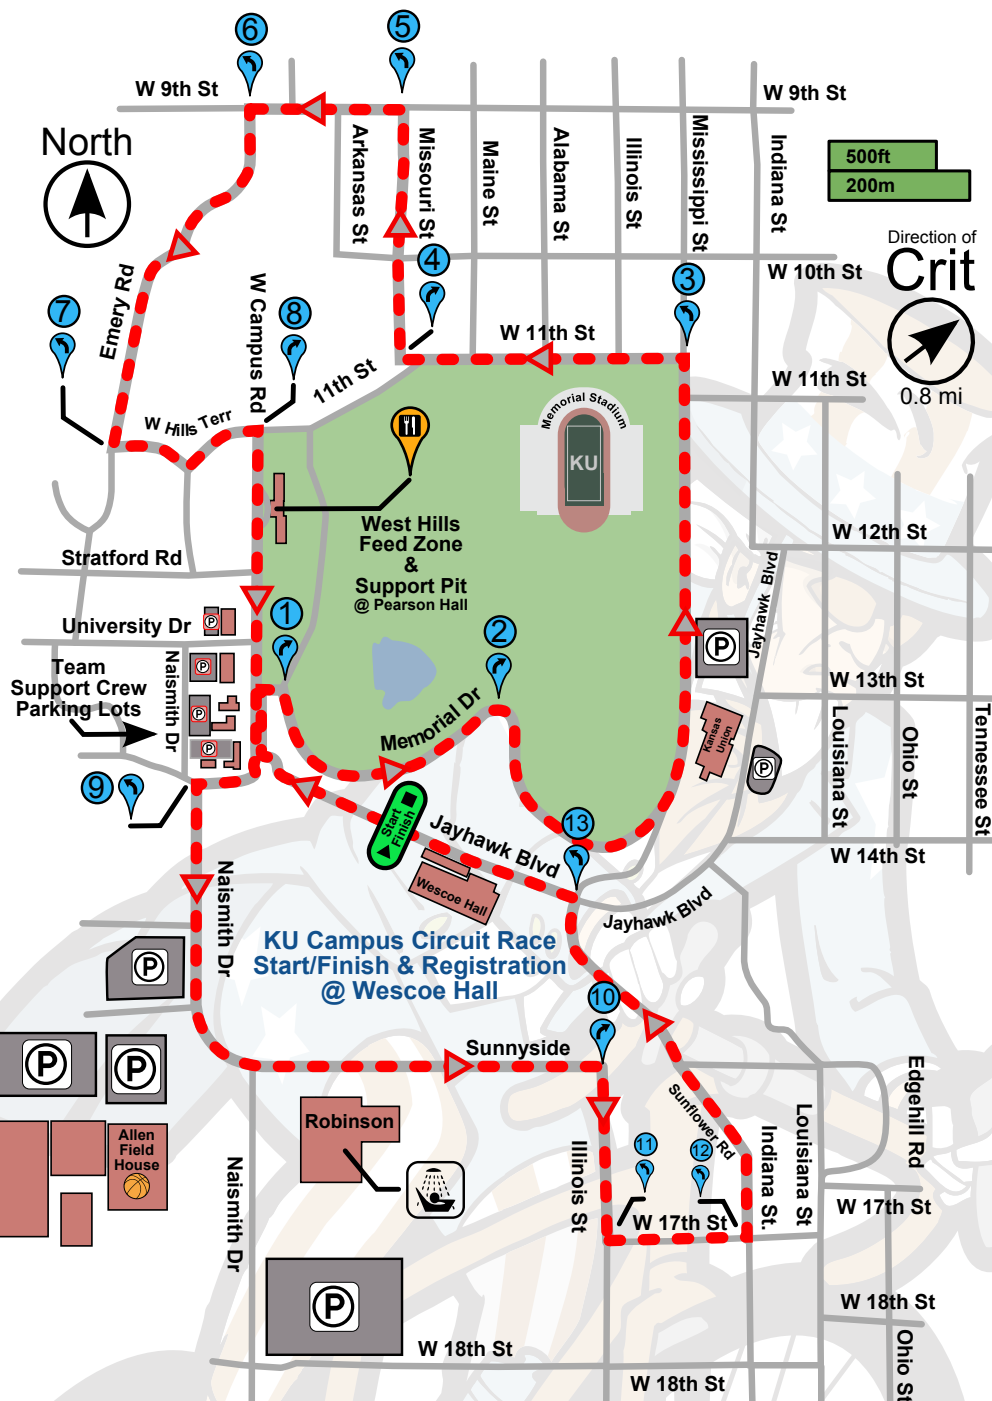 6
5
W 9th St
W 9th St
North
Arkansas St
Missouri St
Maine St
Alabama St
Illinois St
Mississippi St
Indiana St
500ft
200m
Direction of
Crit
0.8 mi
4
3
W 10th St
Emery Rd
W Campus Rd
7
8
W 11th St
11th St
W 11th St
W Hills Terr
Memorial Stadium
KU
West Hills
Feed Zone
&
Support Pit
@ Pearson Hall
W 12th St
Stratford Rd
Jayhawk Blvd
1
2
University Dr
P
P
Team
Support Crew
Parking Lots
Naismith Dr
P
P
P
W 13th St
Memorial Dr
Kansas
Union
P
Louisiana St
Ohio St
Tennessee St
9
Start
Finish
Jayhawk Blvd
13
W 14th St
Wescoe Hall
Jayhawk Blvd
Naismith Dr
KU Campus Circuit Race
Start/Finish & Registration
@ Wescoe Hall
P
10
Sunnyside
P
P
Edgehill Rd
Sunflower Rd
Robinson
Allen
Field
House
Illinois St
11
12
Indiana St.
Louisiana St
Naismith Dr
W 17th St
W 17th St
P
W 18th St
W 18th St
W 18th St
Ohio St